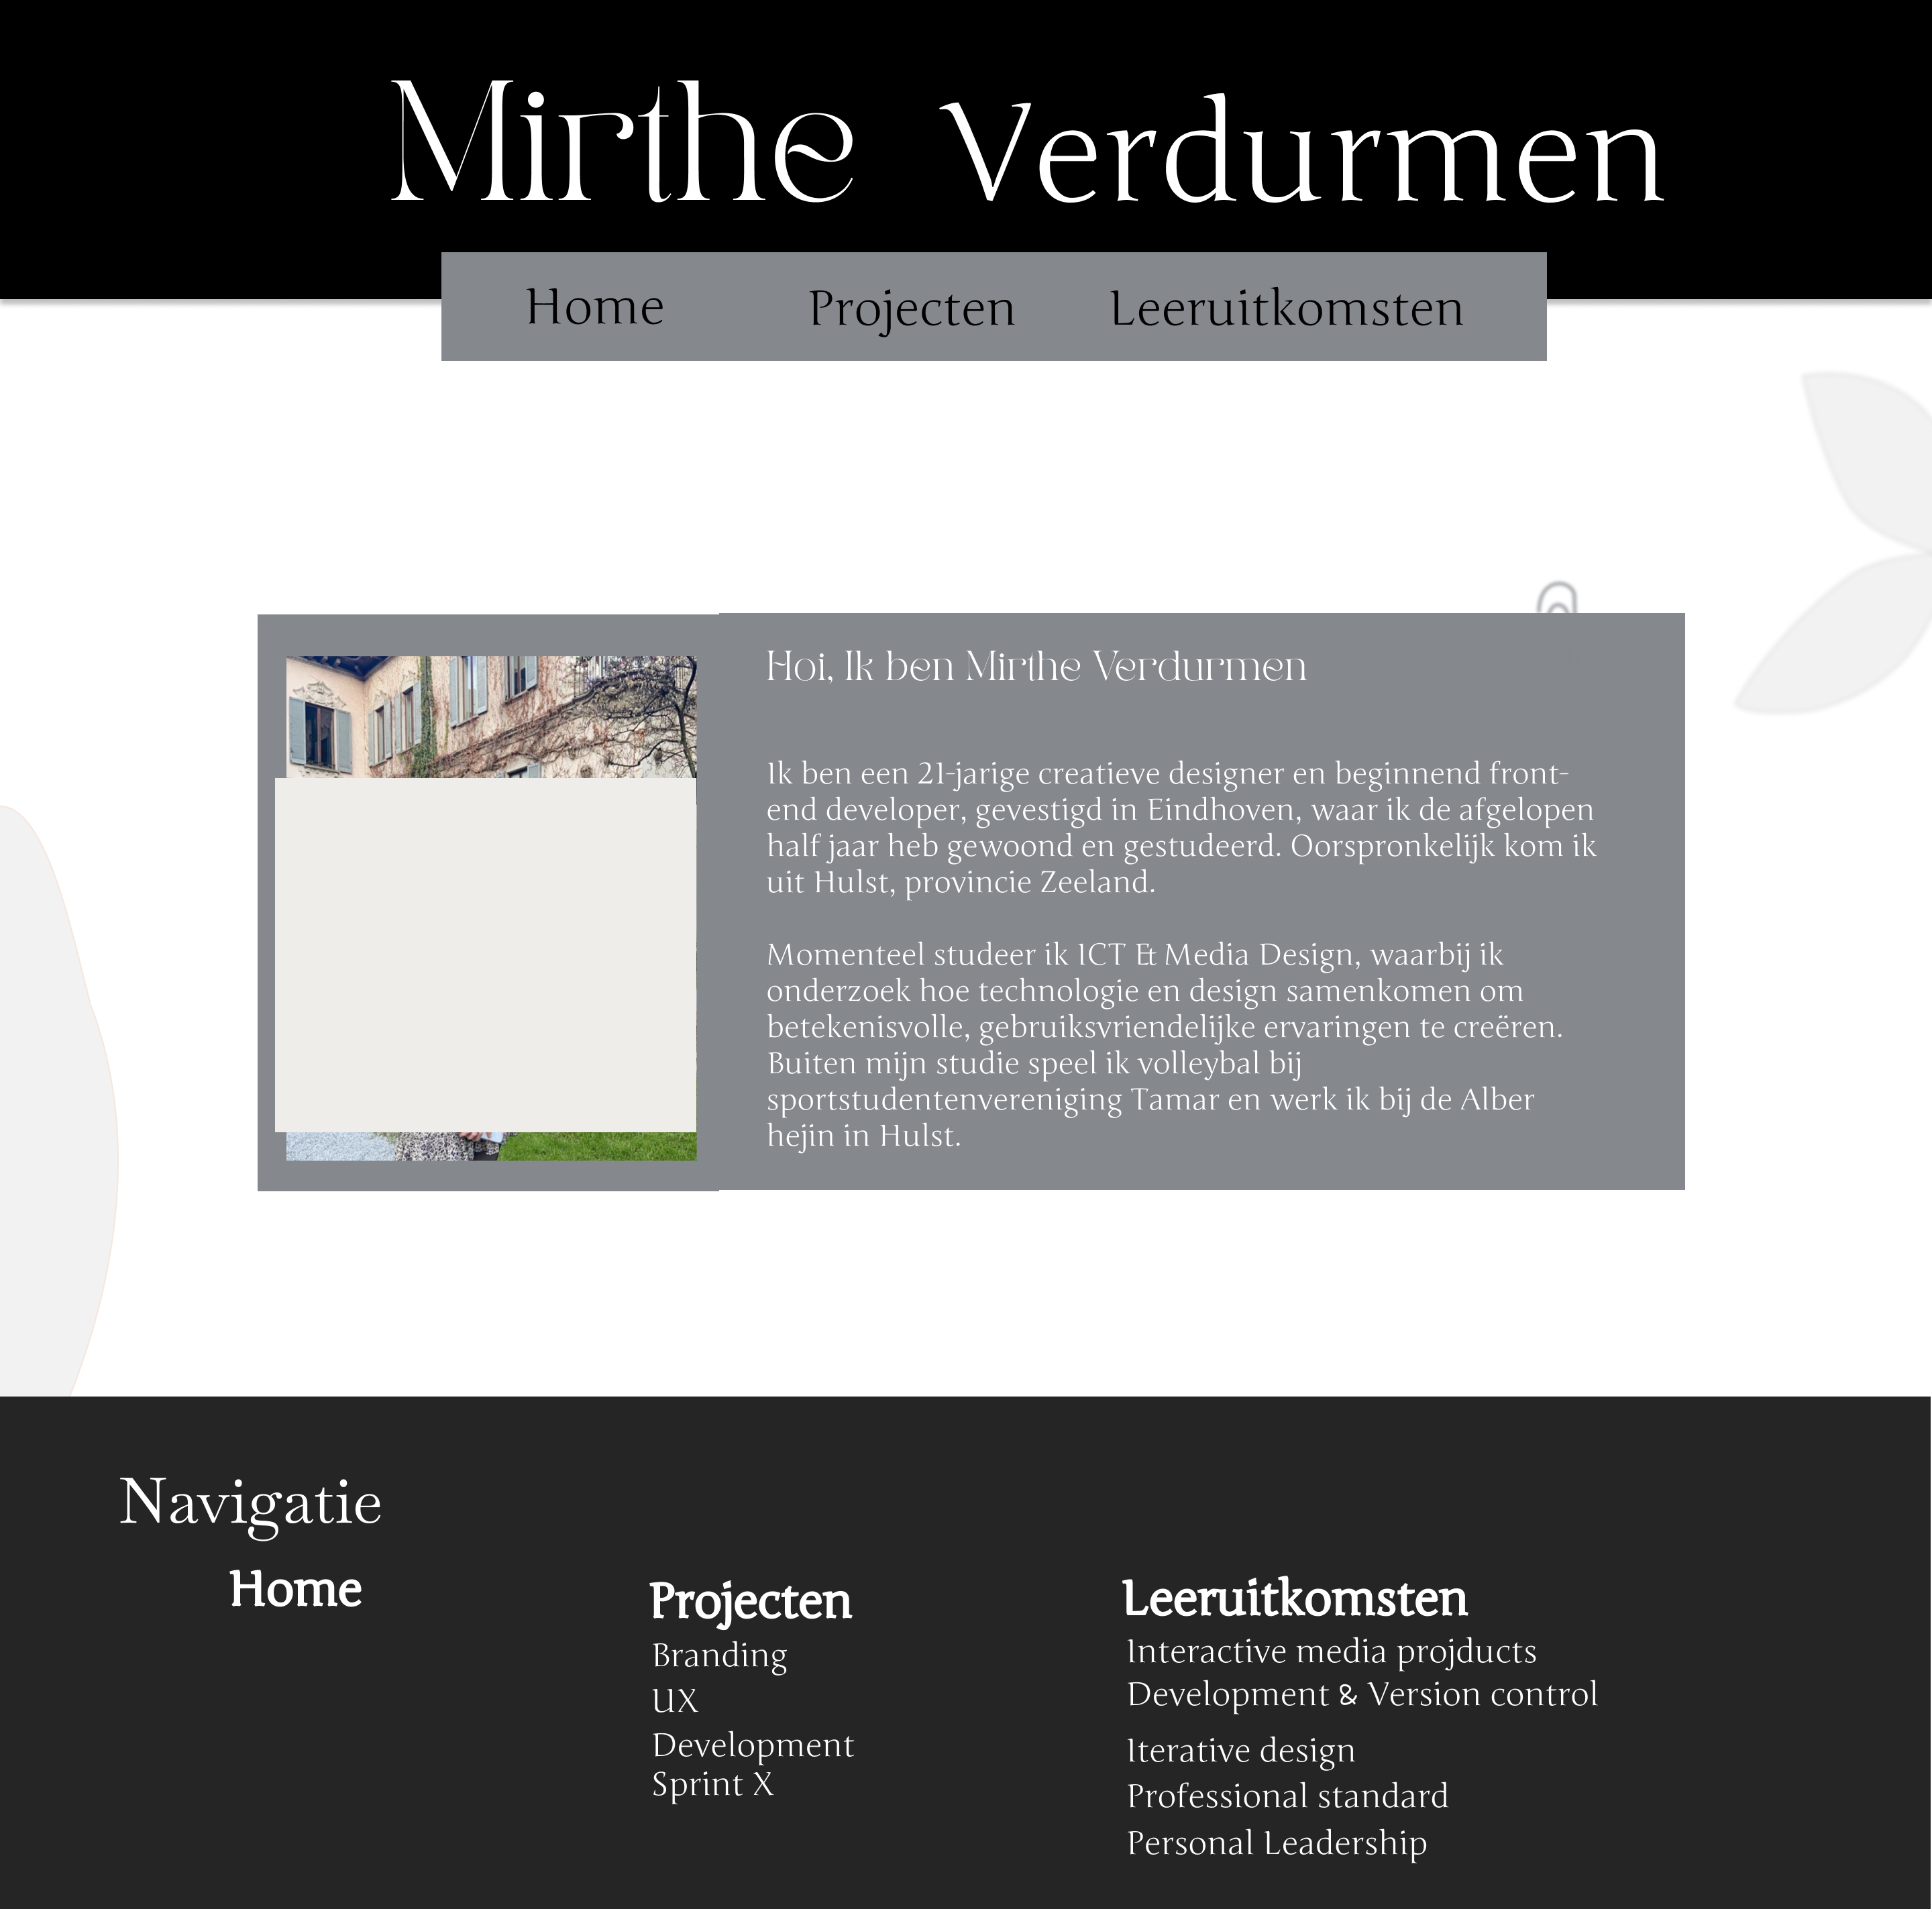 Mirthe Verdurmen
Home Projecten Leeruitkomsten
Hoi, Ik ben Mirthe Verdurmen
Ik ben een 21-jarige creatieve designer en beginnend front-
end developer, gevestigd in Eindhoven, waar ik de afgelopen
half jaar heb gewoond en gestudeerd. Oorspronkelijk kom ik
uit Hulst, provincie Zeeland.
Momenteel studeer ik ICT & Media Design, waarbij ik
onderzoek hoe technologie en design samenkomen om
betekenisvolle, gebruiksvriendelijke ervaringen te creëren.
Buiten mijn studie speel ik volleybal bij
sportstudentenvereniging Tamar en werk ik bij de Alber
hejin in Hulst.
Navigatie
Home
Projecten
Branding
UX
Development
Sprint X
Leeruitkomsten
Interactive media projducts
Development & Version control
Iterative design
Professional standard
Personal Leadership